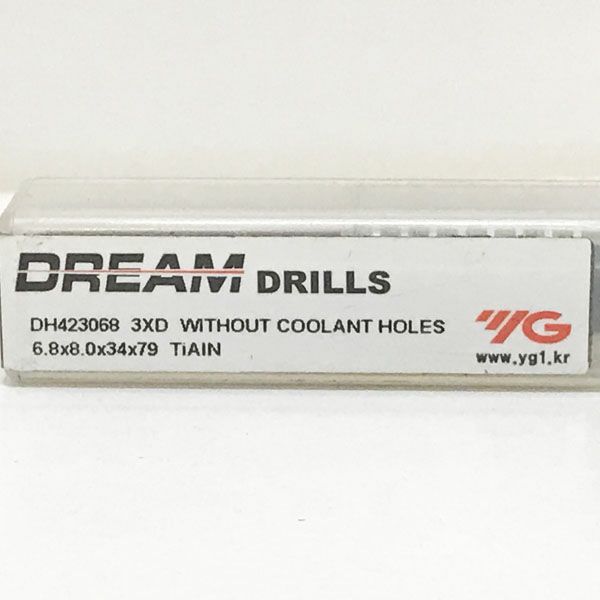 DREAM DRILLS
DH423068 3XD WITHOUT COOLANT HOLES
6.8x8.0x34x79 TiAlN
YG
www.yg1.kr